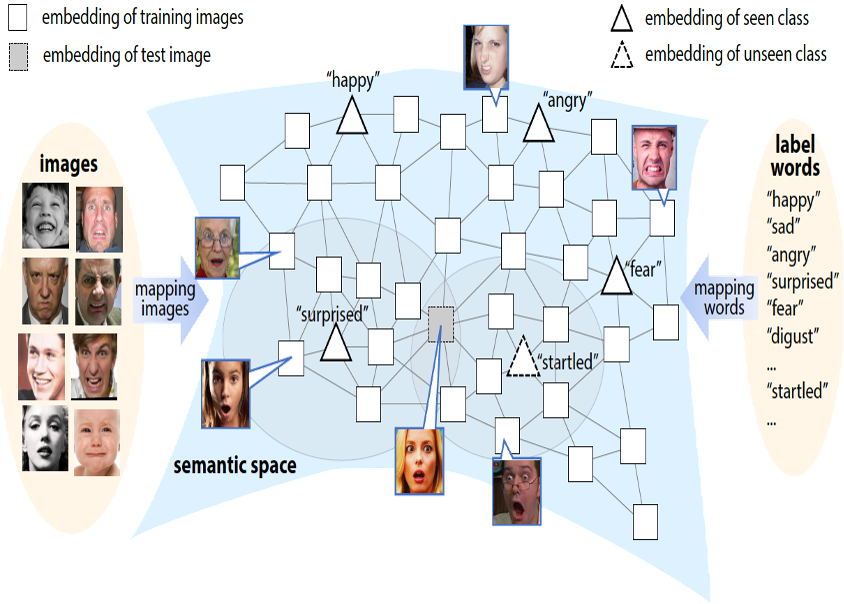 embedding of training images
embedding of test image
embedding of seen class
embedding of unseen class
images
mapping
images
"happy"
"angry"
"surprised"
"fear"
"startled"
semantic space
mapping
words
label
words
"happy"
"sad"
"angry"
"surprised"
"fear"
"digust"
...
"startled"
...